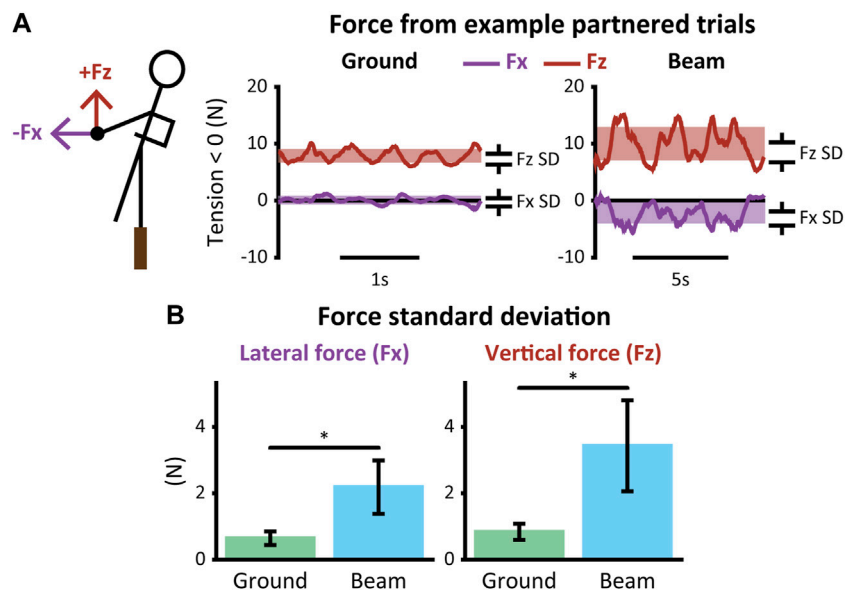 A
Force from example partnered trials
Ground
Fx
Fz
Beam
+Fz
-Fx
Tension < 0 (N)
20
10
0
-10
Fz SD
Fx SD
1s
20
10
0
-10
Fz SD
Fx SD
5s
B
Force standard deviation
Lateral force (Fx)
Vertical force (Fz)
(N)
4
2
0
*
Ground
Beam
4
2
0
*
Ground
Beam